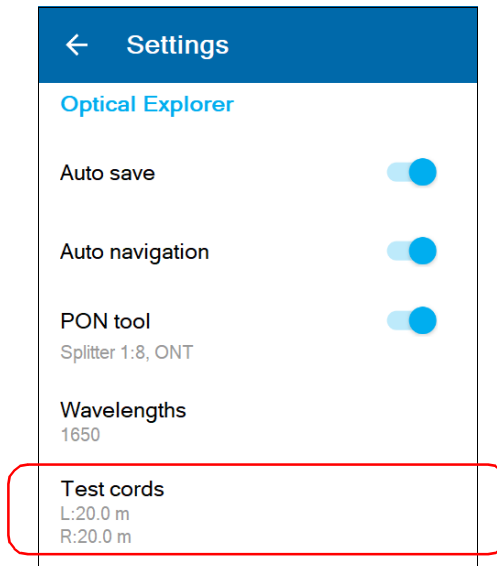 Settings
Optical Explorer
Auto save
Auto navigation
PON tool
Splitter 1:8, ONT
Wavelengths
1650
Test cords
L:20.0 m
R:20.0 m